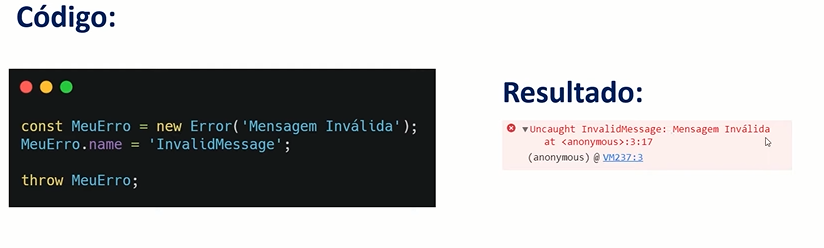 Código:
const MeuErro = new Error('Mensagem Inválida');
MeuErro.name = 'InvalidMessage';
throw MeuErro;
Resultado:
Uncaught InvalidMessage: Mensagem Inválida
at <anonymous>:3:17
(anonymous) @ VM237:3